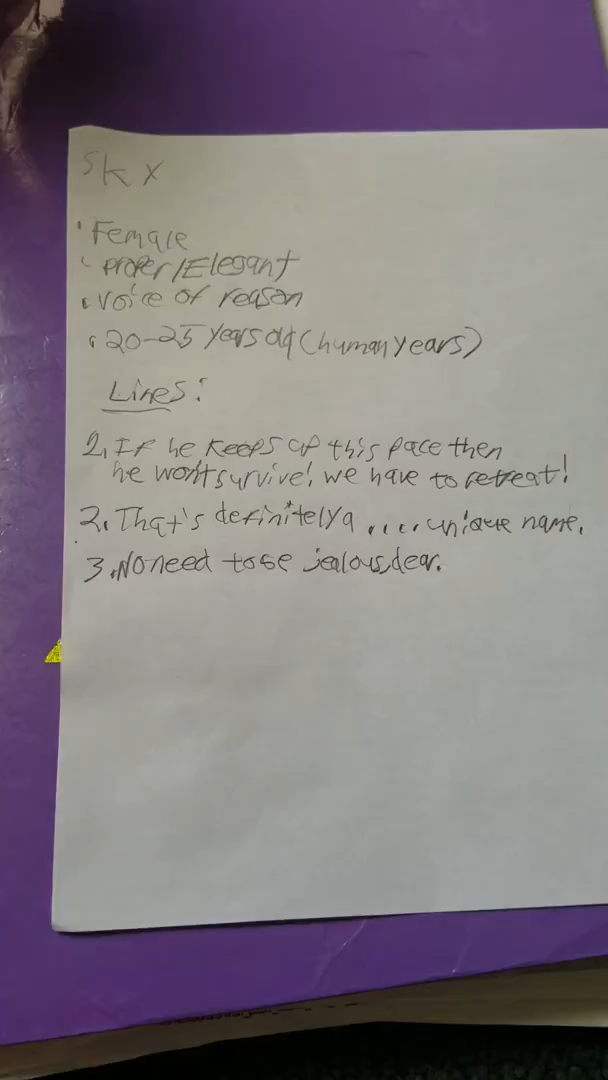 Skx
• Female
• Proper/Elegant
• Voice of reason
• 20-25 years old (human years)
Lines:
1. If he keeps up this pace then
he won't survive! we have to retreat!
2. That's definitely a .... unique name.
3. No need to be jealous, dear.